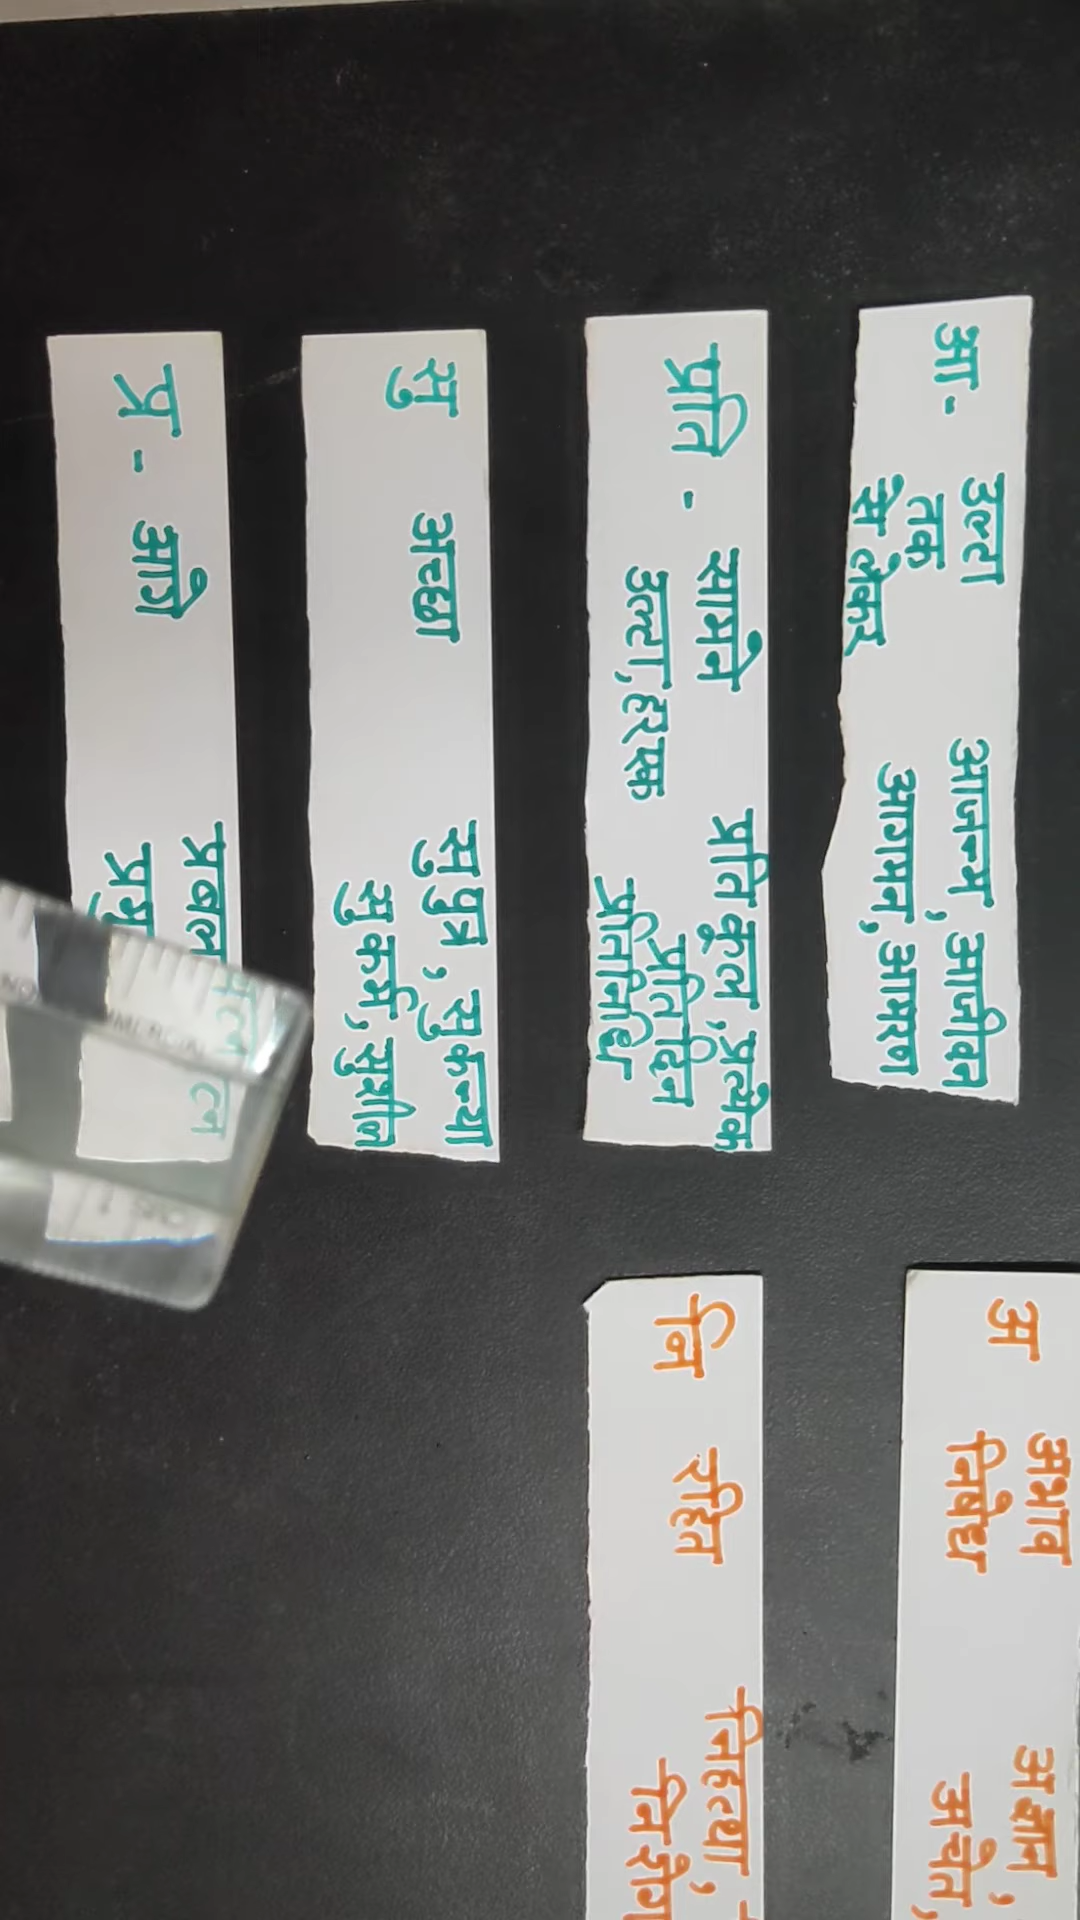 आ- उल्टा
तक
से लेकर
आजन्म, आजीवन
आगमन, आमरण
प्रति - सामने
उल्टा, हरएक
प्रतिकूल, प्रत्येक
प्रतिदिन
प्रतिनिधि
सु अच्छा
सुपुत्र, सुकन्या
सुकर्म, सुशील
प्र - आगे
प्रबल
अ अभाव
निषेध
अज्ञान,
अचेत,
नि रहित
निहत्था,
निरोग